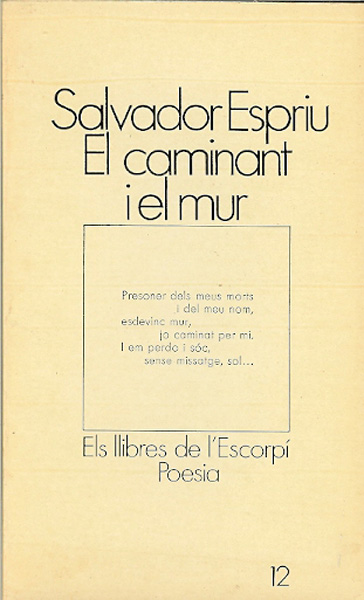 Salvador Espriu
El caminant
i el mur
Presoner dels meus morts
i del meu nom,
esdevinc mur,
jo caminat per mi.
I em perdo i sóc,
sense missatge, sol...
Els llibres de l'Escorpí
Poesia
12